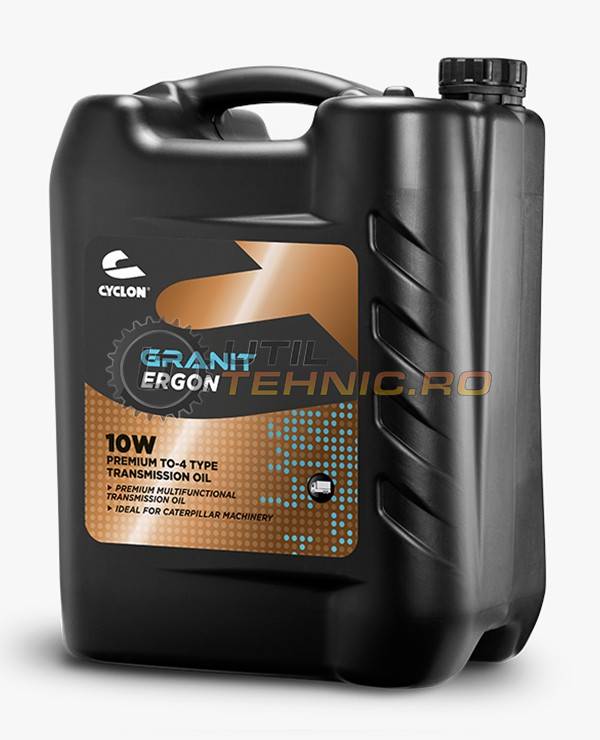 CYCLON®
GRANIT
ERGON
UTIL
TEHNIC.RO
10W
PREMIUM TO-4 TYPE
TRANSMISSION OIL
PREMIUM MULTIFUNCTIONAL
TRANSMISSION OIL
IDEAL FOR CATERPILLAR MACHINERY